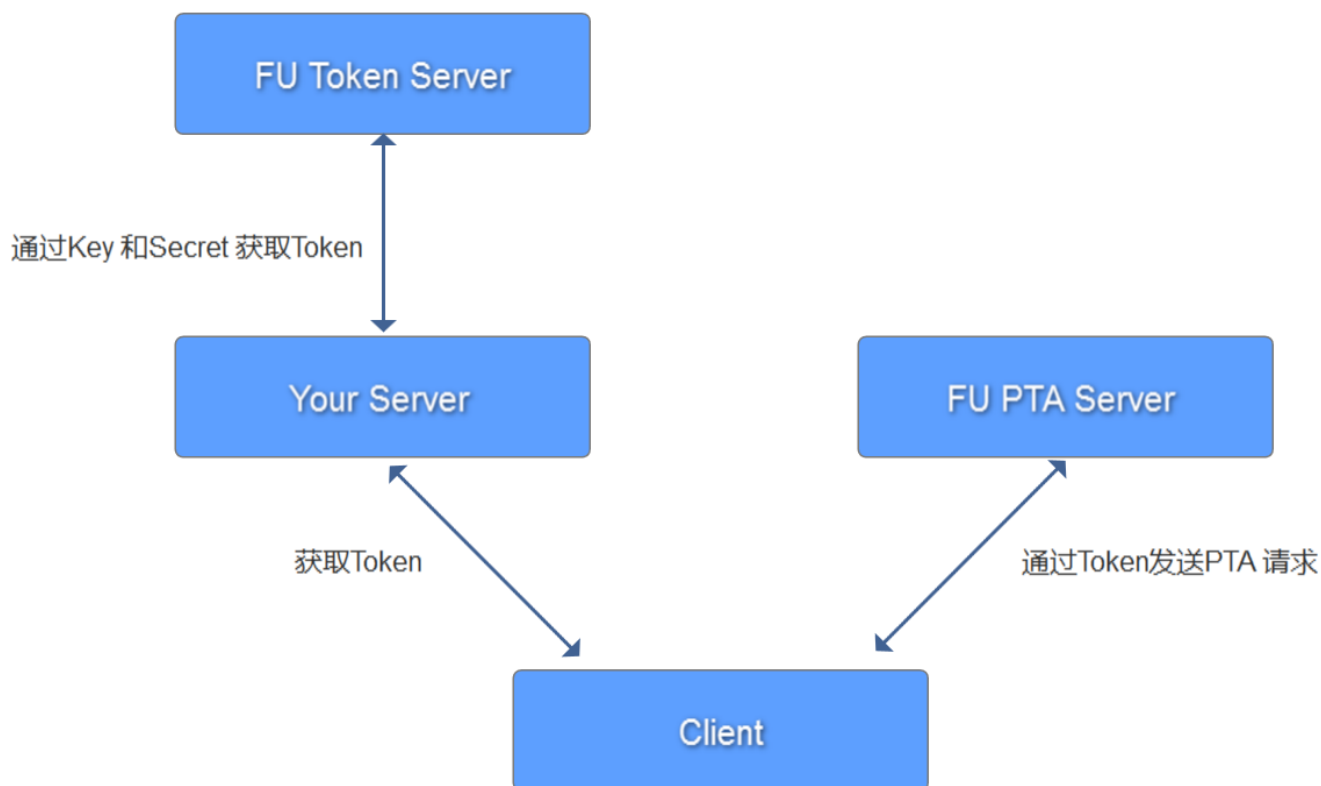 FU Token Server
通过Key 和Secret 获取Token
Your Server
FU PTA Server
获取Token
通过Token发送PTA 请求
Client